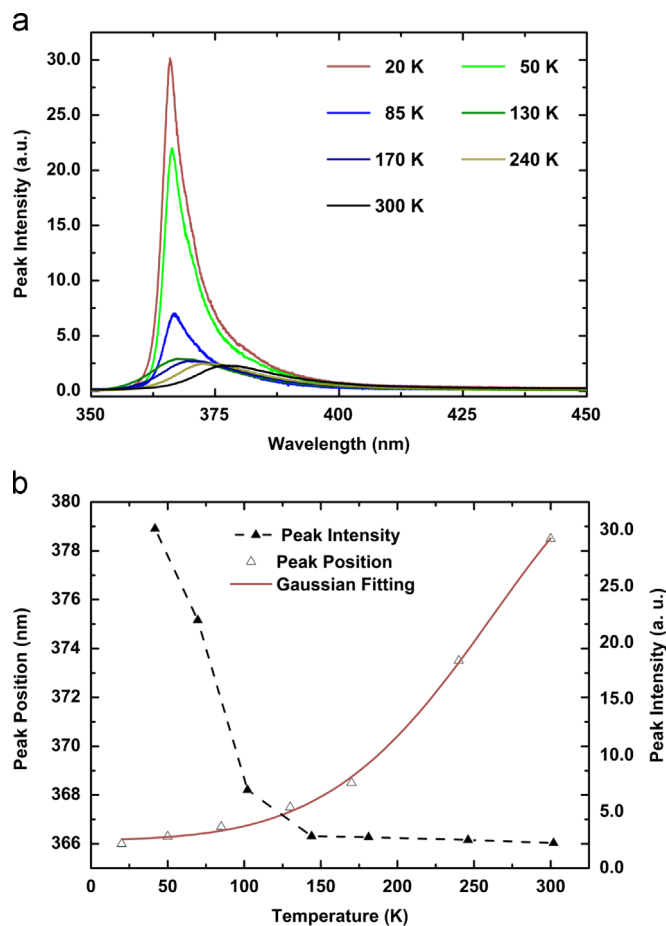 a
30.0
25.0
20.0
15.0
10.0
5.0
0.0
Peak Intensity (a.u.)
20 K
50 K
85 K
130 K
170 K
240 K
300 K
350
375
400
425
450
Wavelength (nm)
b
380
378
376
374
372
370
368
366
Peak Position (nm)
Peak Intensity
Peak Position
Gaussian Fitting
30.0
25.0
20.0
15.0
10.0
5.0
0.0
Peak Intensity (a. u.)
0
50
100
150
200
250
300
Temperature (K)